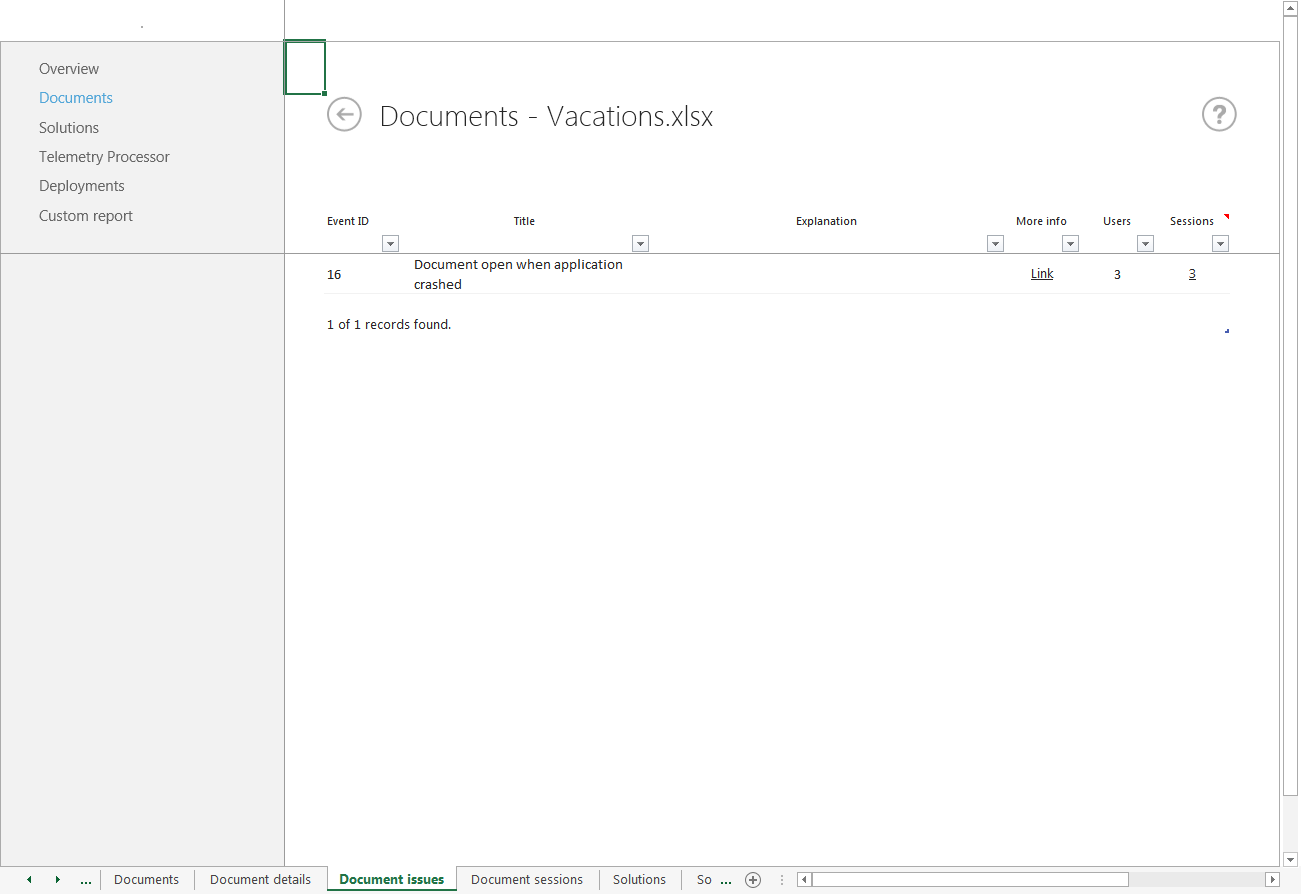 Overview
Documents
Solutions
Telemetry Processor
Deployments
Custom report
Documents - Vacations.xlsx
?
Event ID Title Explanation More info Users Sessions
16 Document open when application crashed Link 3 3
1 of 1 records found.
... Documents Document details Document issues Document sessions Solutions So ...